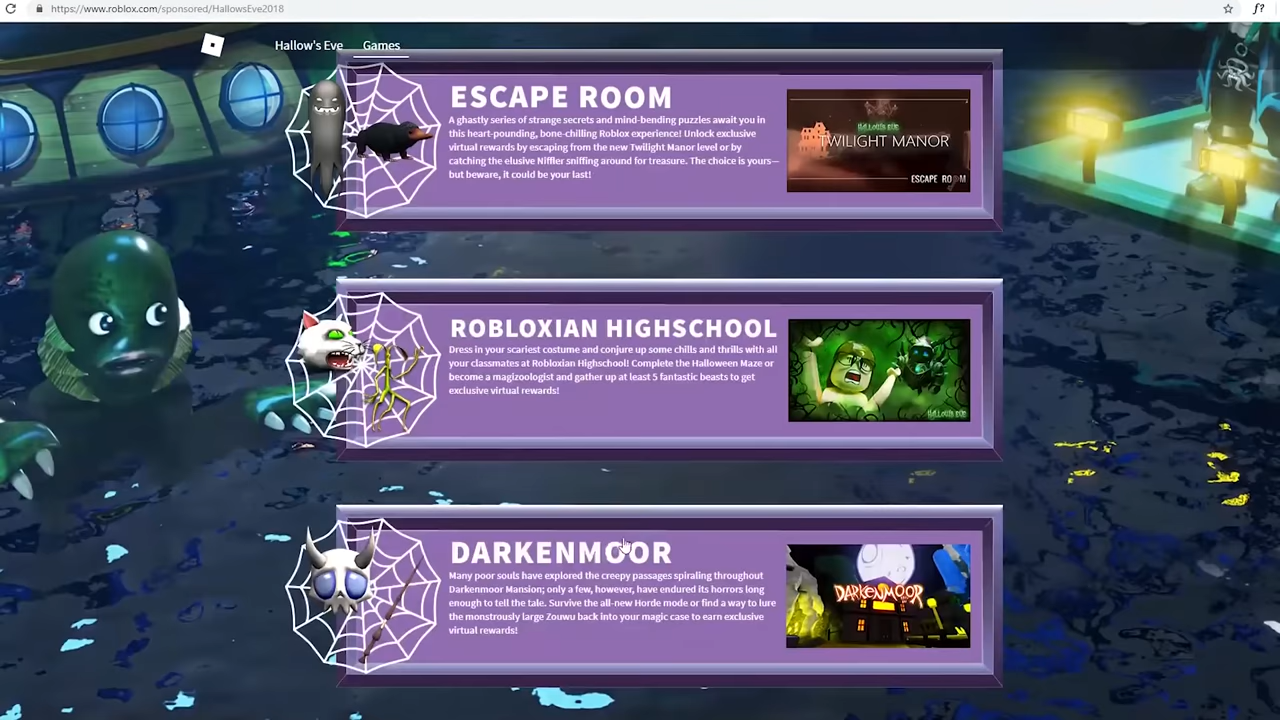 https://www.roblox.com/sponsored/HallowsEve2018
f?
Hallow's Eve Games
ESCAPE ROOM
A ghastly series of strange secrets and mind-bending puzzles await you in
this heart-pounding, bone-chilling Roblox experience! Unlock exclusive
virtual rewards by escaping from the new Twilight Manor level or by
catching the elusive Niffler sniffing around for treasure. The choice is yours—
but beware, it could be your last!
HALLOW'S EVE
TWILIGHT MANOR
ESCAPE ROOM
ROBLOXIAN HIGHSCHOOL
Dress in your scariest costume and conjure up some chills and thrills with all
your classmates at Robloxian Highschool! Complete the Halloween Maze or
become a magizoologist and gather up at least 5 fantastic beasts to get
exclusive virtual rewards!
HALLOW'S EVE
DARKENMOOR
Many poor souls have explored the creepy passages spiraling throughout
Darkenmoor Mansion; only a few, however, have endured its horrors long
enough to tell the tale. Survive the all-new Horde mode or find a way to lure
the monstrously large Zouwu back into your magic case to earn exclusive
virtual rewards!
DARKENMOOR